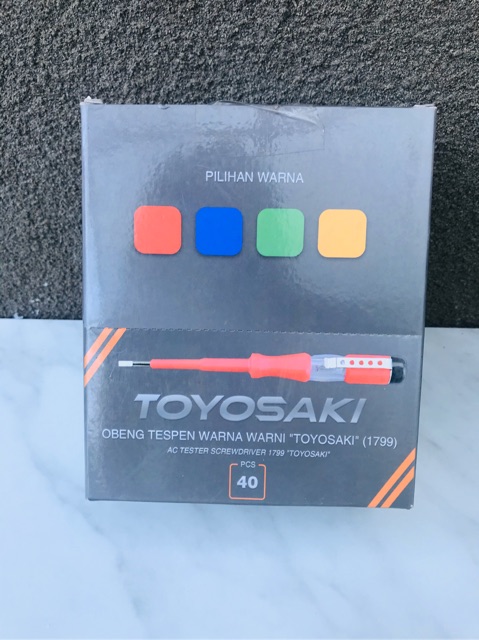 PILIHAN WARNA
TOYOSAKI
OBENG TESPEN WARNA WARNI "TOYOSAKI" (1799)
AC TESTER SCREWDRIVER 1799 "TOYOSAKI"
PCS
40